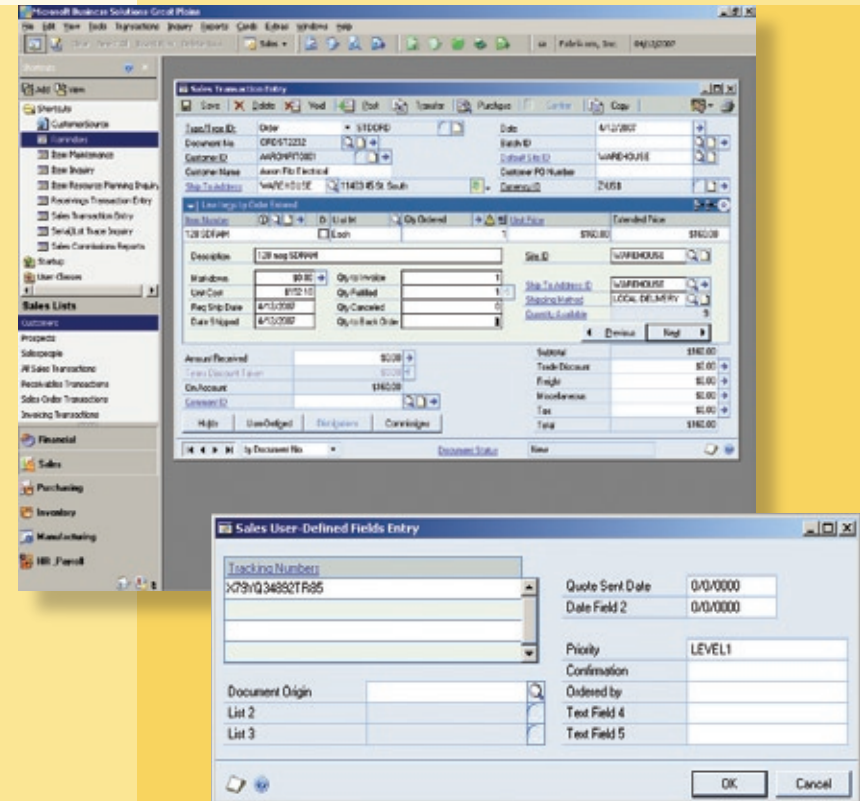 Microsoft Business Solutions Great Plains
File Edit View Tools Transactions Inquiry Reports Cards Extras Windows Help
Sales sa Fabrikam, Inc. 04/12/2007
Shortcuts
Add View
Shortcuts
CustomerSource
Reminders
Item Maintenance
Item Inquiry
Item Resource Planning Inquiry
Receivings Transaction Entry
Sales Transaction Entry
Serial/Lot Trace Inquiry
Sales Commissions Reports
Startup
User Classes
Sales Lists
Customers
Prospects
Salespeople
All Sales Transactions
Receivables Transactions
Sales Order Transactions
Invoicing Transactions
Financial
Sales
Purchasing
Inventory
Manufacturing
HR_Payroll
Sales Transaction Entry
Save Delete Void Post Transfer Purchase Confirm Copy
Type/Type ID: Order STDORD Date 4/12/2007
Document No. ORDST2232 Batch ID
Customer ID AARONFIT0001 Default Site ID WAREHOUSE
Customer Name Aaron Fitz Electrical Customer PO Number
Ship To Address WAREHOUSE 11403 45 St. South Currency ID Z-US$
Line Items by Order Entered
Item Number D U of M Qty Ordered Unit Price Extended Price
128 SDRAM Each 1 $160.00 $160.00
Description 128 meg SDRAM Site ID WAREHOUSE
Markdown $0.00 Qty to Invoice 1 Ship To Address ID WAREHOUSE
Unit Cost Qty Fulfilled 1 Shipping Method LOCAL DELIVERY
Req Ship Date 4/12/2007 Qty Canceled 0 Quantity Available
Date Shipped 4/12/2007 Qty to Back Order
Previous Next
Amount Received $0.00 Subtotal $160.00
Terms Discount Taken $0.00 Trade Discount $0.00
On Account $160.00 Freight $0.00
Comment ID Miscellaneous $0.00
Tax $0.00
Holds User-Defined Distributions Commissions Total $160.00
by Document No. Document Status New
Sales User-Defined Fields Entry
Tracking Numbers
X79YQ34892TR85
Quote Sent Date 0/0/0000
Date Field 2 0/0/0000
Priority LEVEL1
Confirmation
Document Origin Ordered by
List 2 Text Field 4
List 3 Text Field 5
OK Cancel